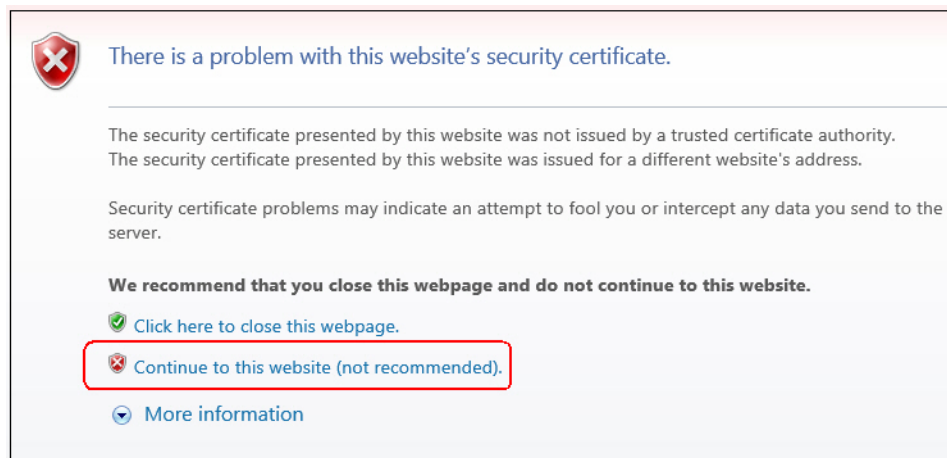 There is a problem with this website's security certificate.
The security certificate presented by this website was not issued by a trusted certificate authority.
The security certificate presented by this website was issued for a different website's address.
Security certificate problems may indicate an attempt to fool you or intercept any data you send to the
server.
We recommend that you close this webpage and do not continue to this website.
Click here to close this webpage.
Continue to this website (not recommended).
More information